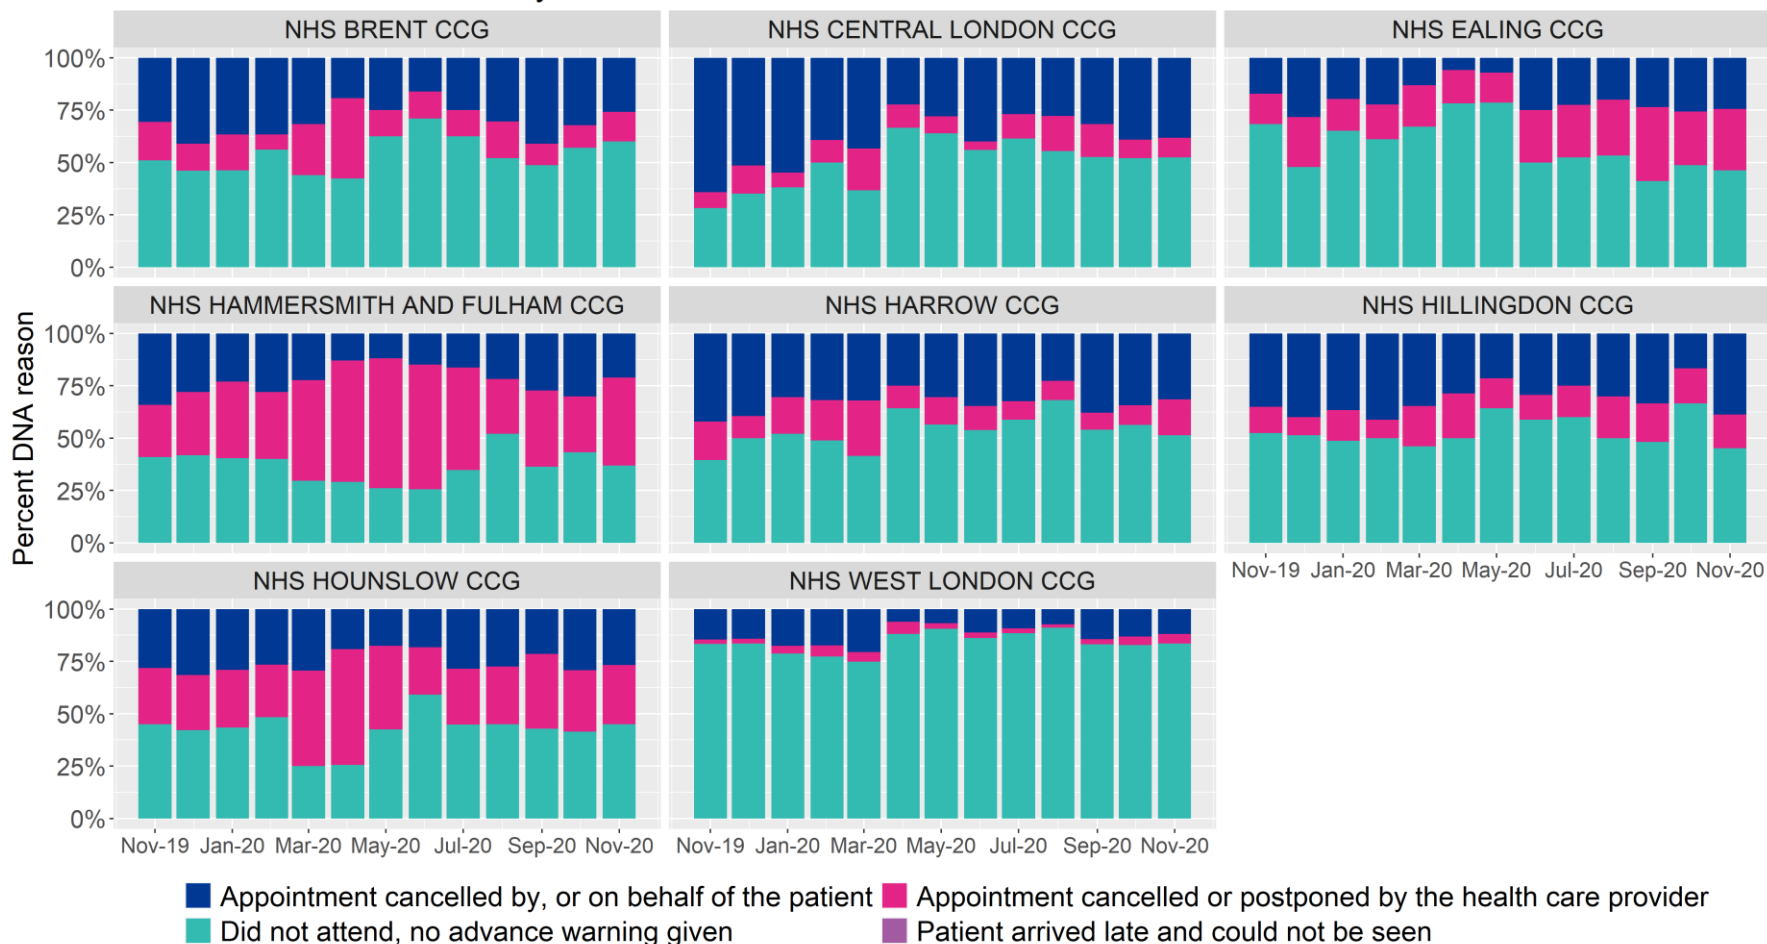 NHS BRENT CCG
NHS CENTRAL LONDON CCG
NHS EALING CCG
100%
75%
50%
25%
0%
NHS HAMMERSMITH AND FULHAM CCG
NHS HARROW CCG
NHS HILLINGDON CCG
100%
75%
50%
25%
0%
Percent DNA reason
Nov-19 Jan-20 Mar-20 May-20 Jul-20 Sep-20 Nov-20
NHS HOUNSLOW CCG
NHS WEST LONDON CCG
100%
75%
50%
25%
0%
Nov-19 Jan-20 Mar-20 May-20 Jul-20 Sep-20 Nov-20
Nov-19 Jan-20 Mar-20 May-20 Jul-20 Sep-20 Nov-20
Appointment cancelled by, or on behalf of the patient
Appointment cancelled or postponed by the health care provider
Did not attend, no advance warning given
Patient arrived late and could not be seen